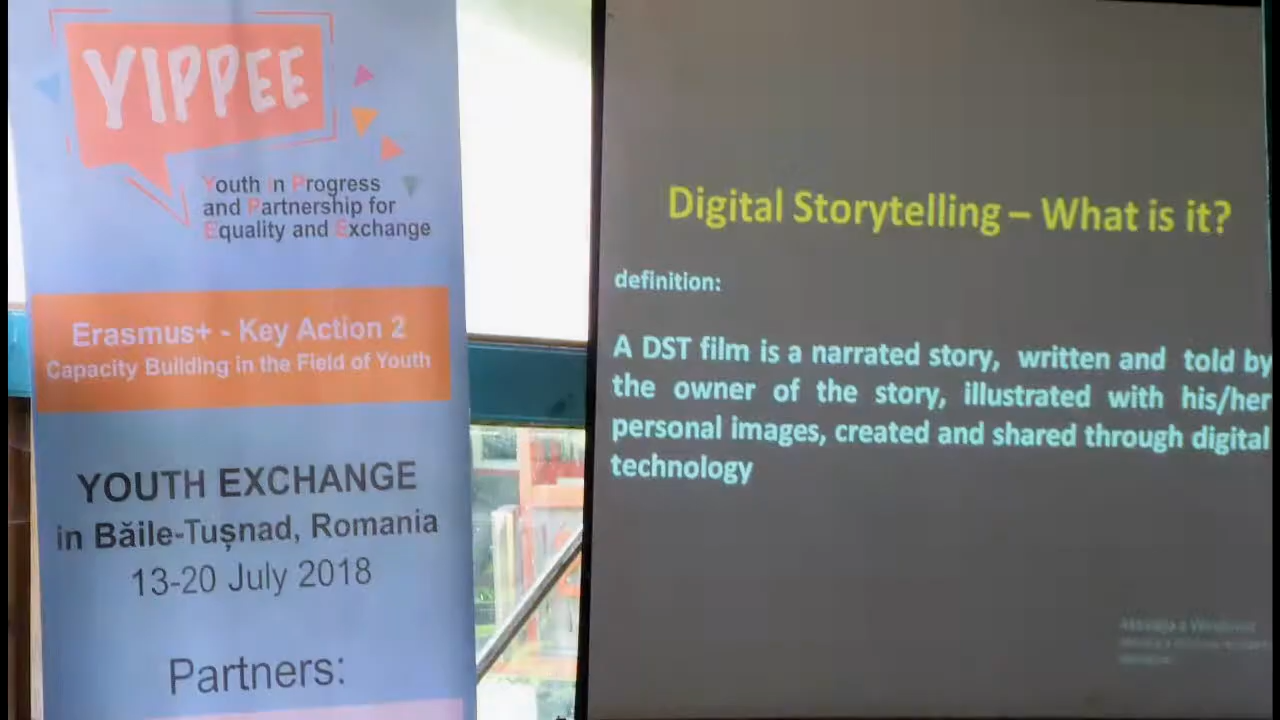 YIPPEE
Youth In Progress
and Partnership for
Equality and Exchange
Erasmus+ - Key Action 2
Capacity Building in the Field of Youth
YOUTH EXCHANGE
in Băile-Tușnad, Romania
13-20 July 2018
Partners:
Digital Storytelling – What is it?
definition:
A DST film is a narrated story, written and told by
the owner of the story, illustrated with his/her
personal images, created and shared through digital
technology